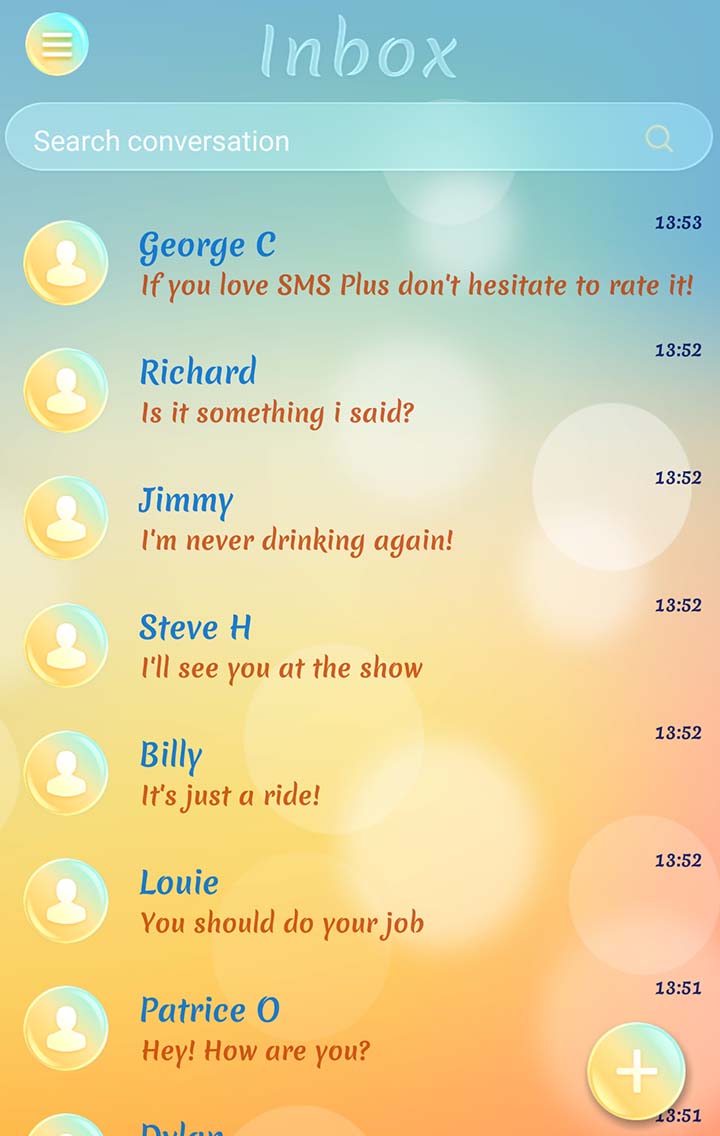 Inbox
Search conversation
13:53
George C
If you love SMS Plus don't hesitate to rate it!
13:52
Richard
Is it something i said?
13:52
Jimmy
I'm never drinking again!
13:52
Steve H
I'll see you at the show
13:52
Billy
It's just a ride!
13:52
Louie
You should do your job
13:51
Patrice O
Hey! How are you?
13:51
Dylan